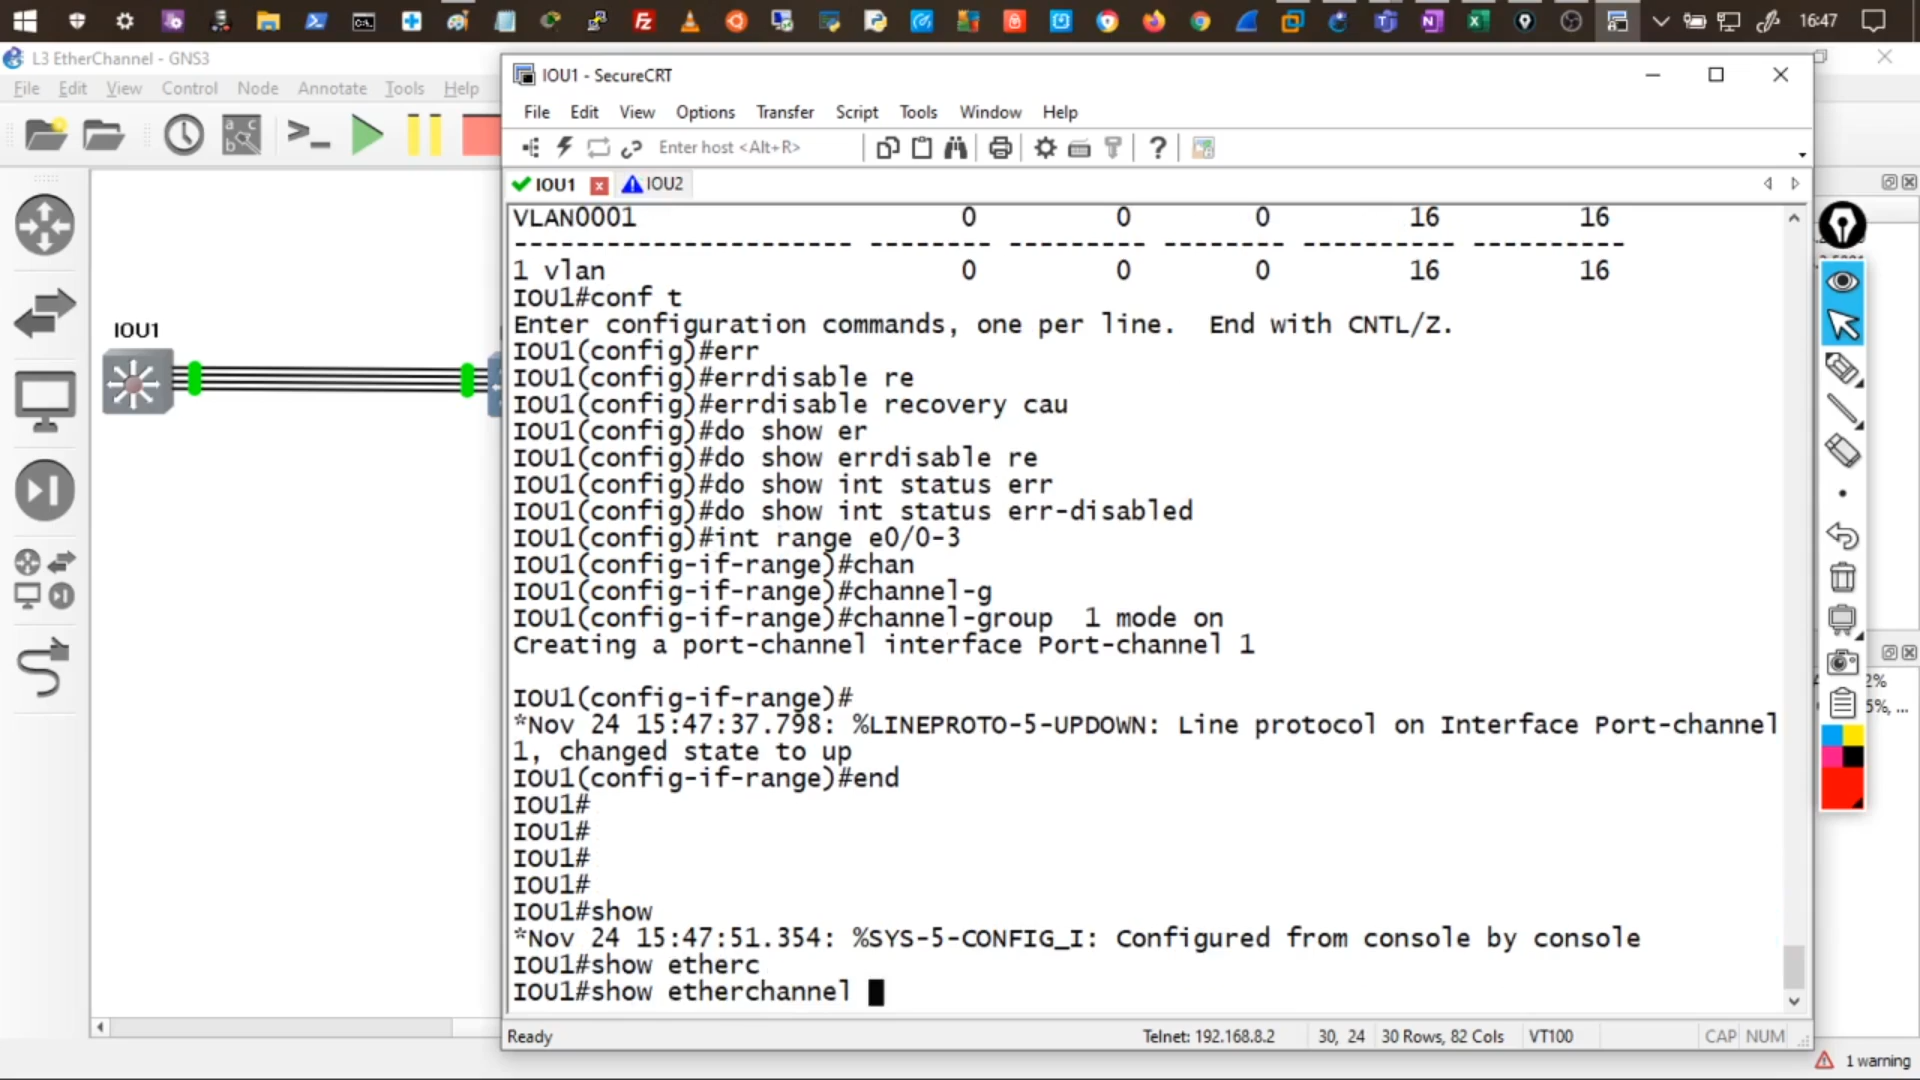 16:47
L3 EtherChannel - GNS3
File Edit View Control Node Annotate Tools Help
IOU1
IOU1 - SecureCRT
File Edit View Options Transfer Script Tools Window Help
Enter host <Alt+R>
IOU1 IOU2
VLAN0001 0 0 0 16 16
---------------------- -------- --------- -------- ---------- ----------
1 vlan 0 0 0 16 16
IOU1#conf t
Enter configuration commands, one per line.  End with CNTL/Z.
IOU1(config)#err
IOU1(config)#errdisable re
IOU1(config)#errdisable recovery cau
IOU1(config)#do show er
IOU1(config)#do show errdisable re
IOU1(config)#do show int status err
IOU1(config)#do show int status err-disabled
IOU1(config)#int range e0/0-3
IOU1(config-if-range)#chan
IOU1(config-if-range)#channel-g
IOU1(config-if-range)#channel-group  1 mode on
Creating a port-channel interface Port-channel 1
IOU1(config-if-range)#
*Nov 24 15:47:37.798: %LINEPROTO-5-UPDOWN: Line protocol on Interface Port-channel
1, changed state to up
IOU1(config-if-range)#end
IOU1#
IOU1#
IOU1#
IOU1#
IOU1#show
*Nov 24 15:47:51.354: %SYS-5-CONFIG_I: Configured from console by console
IOU1#show etherc
IOU1#show etherchannel
Ready Telnet: 192.168.8.2 30, 24 30 Rows, 82 Cols VT100 CAP NUM
2%
5%, ...
1 warning